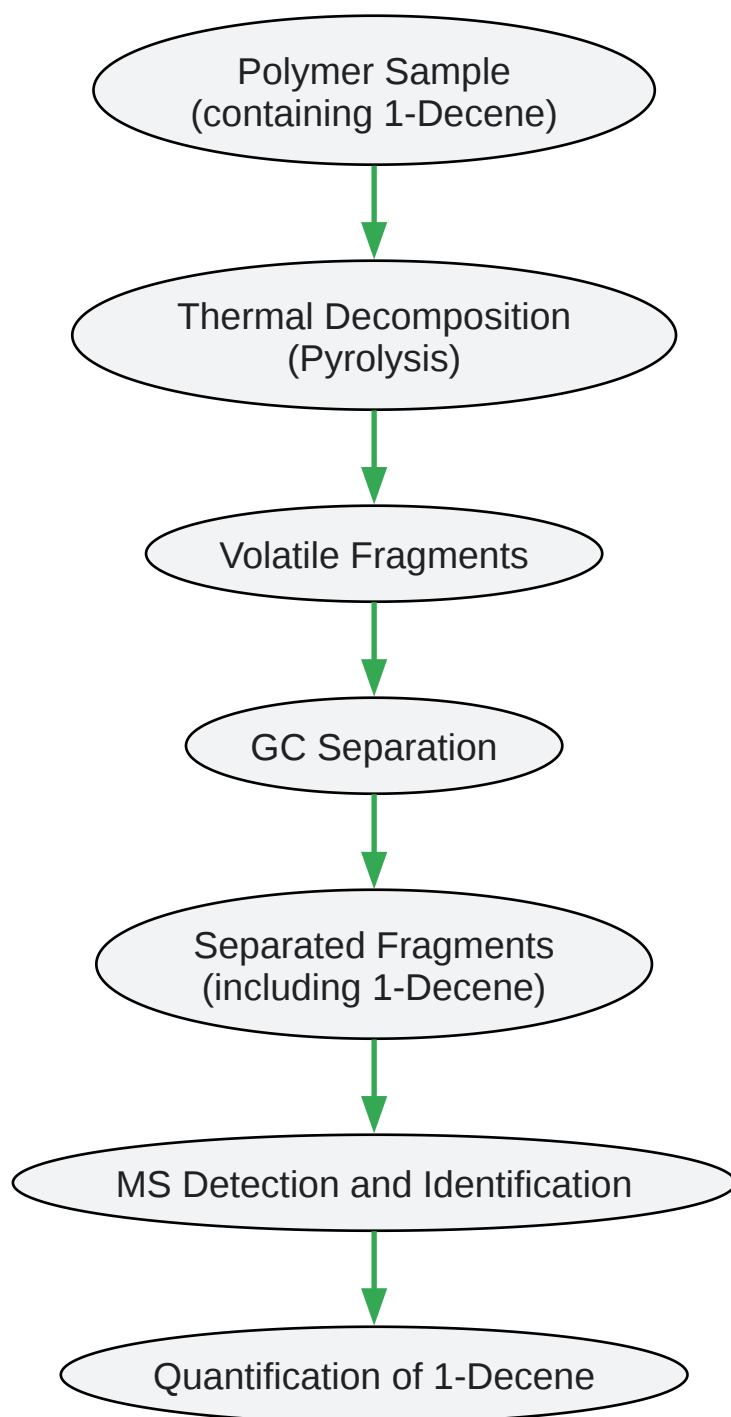 Polymer Sample
(containing 1-Decene)
Thermal Decomposition
(Pyrolysis)
Volatile Fragments
GC Separation
Separated Fragments
(including 1-Decene)
MS Detection and Identification
Quantification of 1-Decene